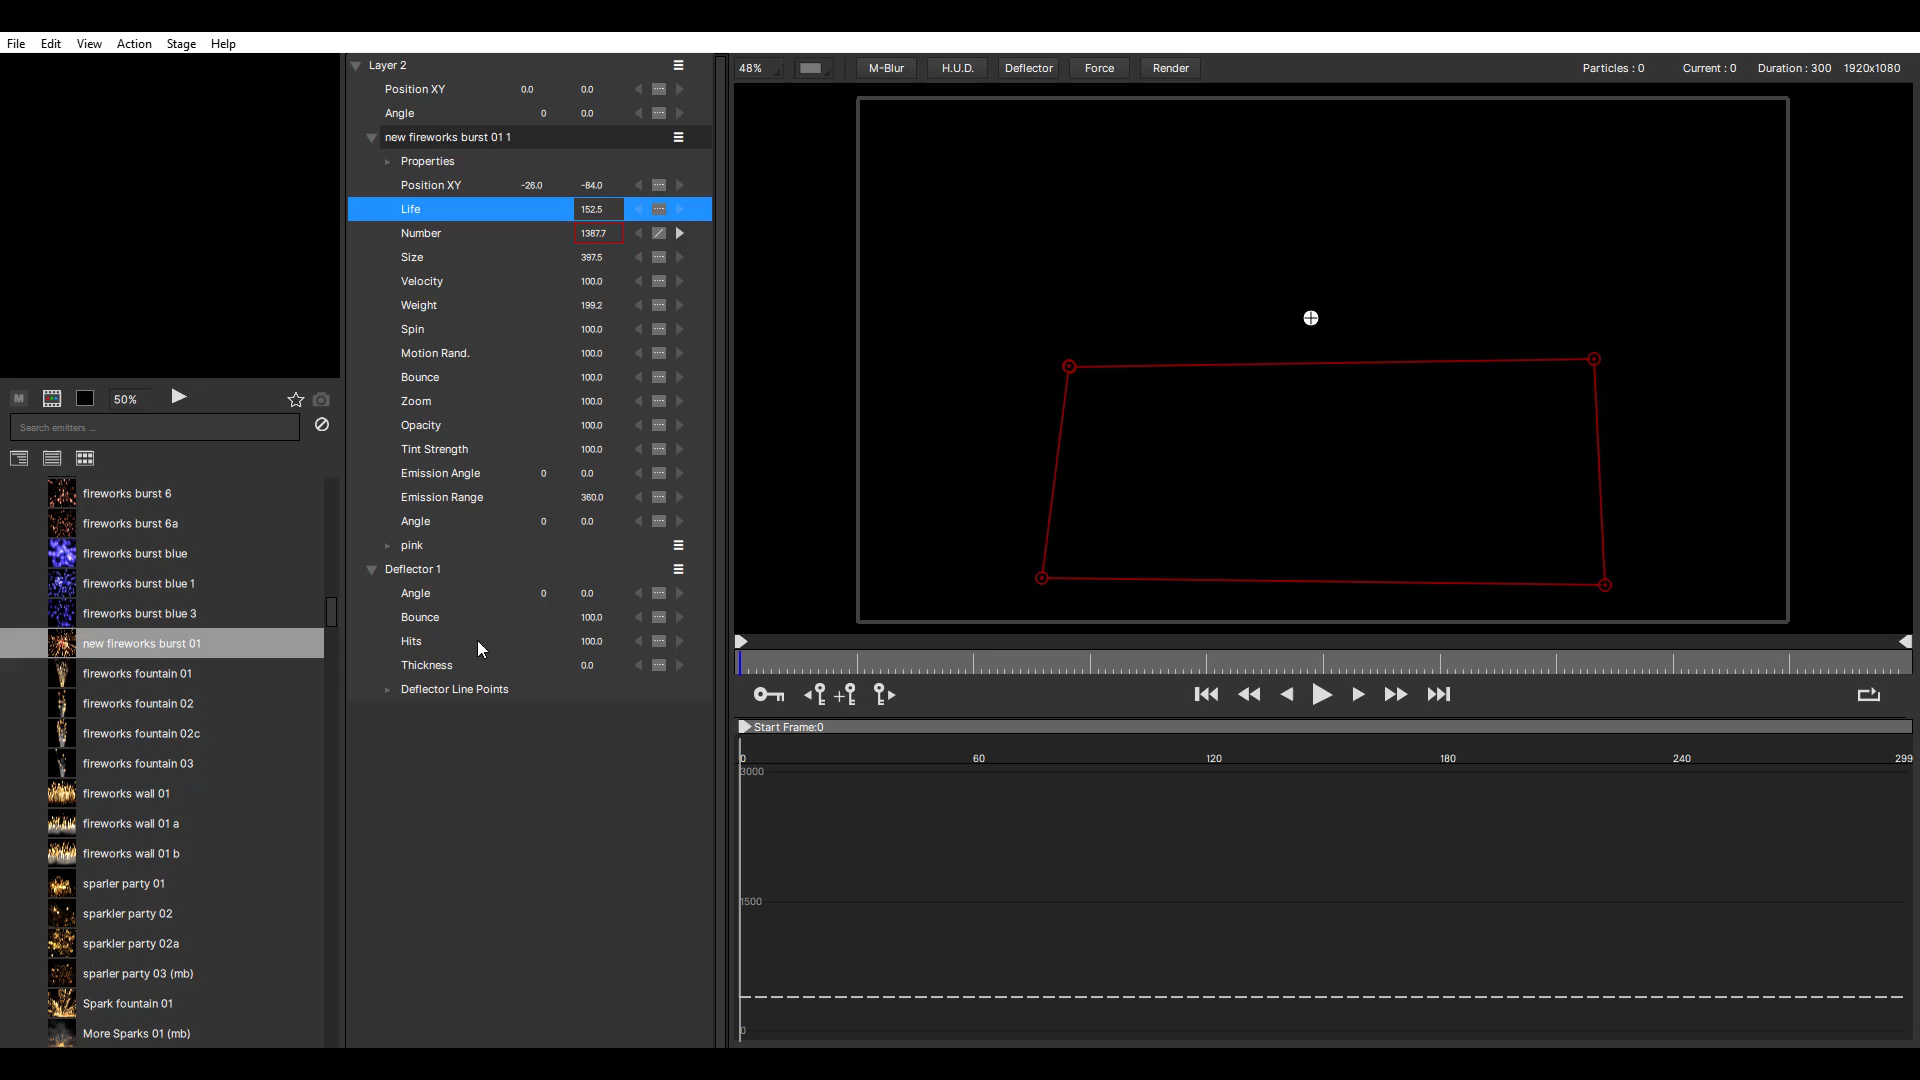 File Edit View Action Stage Help
Layer 2
Position XY 0.0 0.0
Angle 0 0.0
new fireworks burst 01 1
Properties
Position XY -26.0 -84.0
Life 152.5
Number 1387.7
Size 397.5
Velocity 100.0
Weight 199.2
Spin 100.0
Motion Rand. 100.0
Bounce 100.0
Zoom 100.0
Opacity 100.0
Tint Strength 100.0
Emission Angle 0 0.0
Emission Range 360.0
Angle 0 0.0
pink
Deflector 1
Angle 0 0.0
Bounce 100.0
Hits 100.0
Thickness 0.0
Deflector Line Points
48% M-Blur H.U.D. Deflector Force Render Particles : 0 Current : 0 Duration : 300 1920x1080
M 50%
Search emitters ...
fireworks burst 6
fireworks burst 6a
fireworks burst blue
fireworks burst blue 1
fireworks burst blue 3
new fireworks burst 01
fireworks fountain 01
fireworks fountain 02
fireworks fountain 02c
fireworks fountain 03
fireworks wall 01
fireworks wall 01 a
fireworks wall 01 b
sparler party 01
sparkler party 02
sparkler party 02a
sparler party 03 (mb)
Spark fountain 01
More Sparks 01 (mb)
Start Frame:0
0 60 120 180 240 299
3000
1500
0